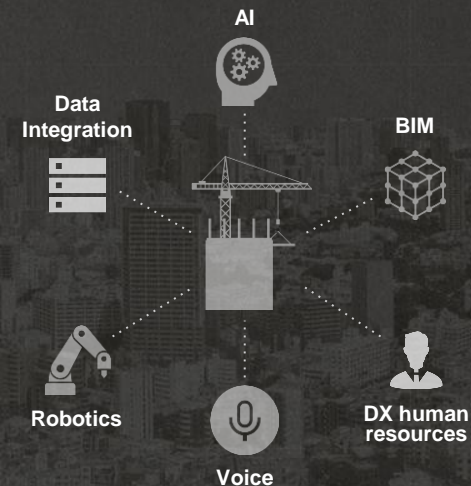 AI
Data
Integration
BIM
Robotics
DX human
resources
Voice